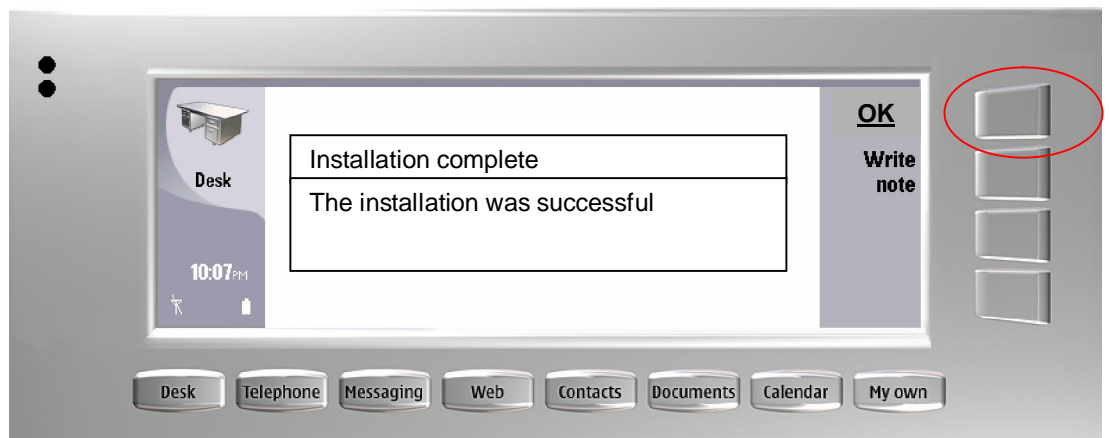 Desk
10:07PM
Installation complete
The installation was successful
OK
Write
note
Desk
Telephone
Messaging
Web
Contacts
Documents
Calendar
My own